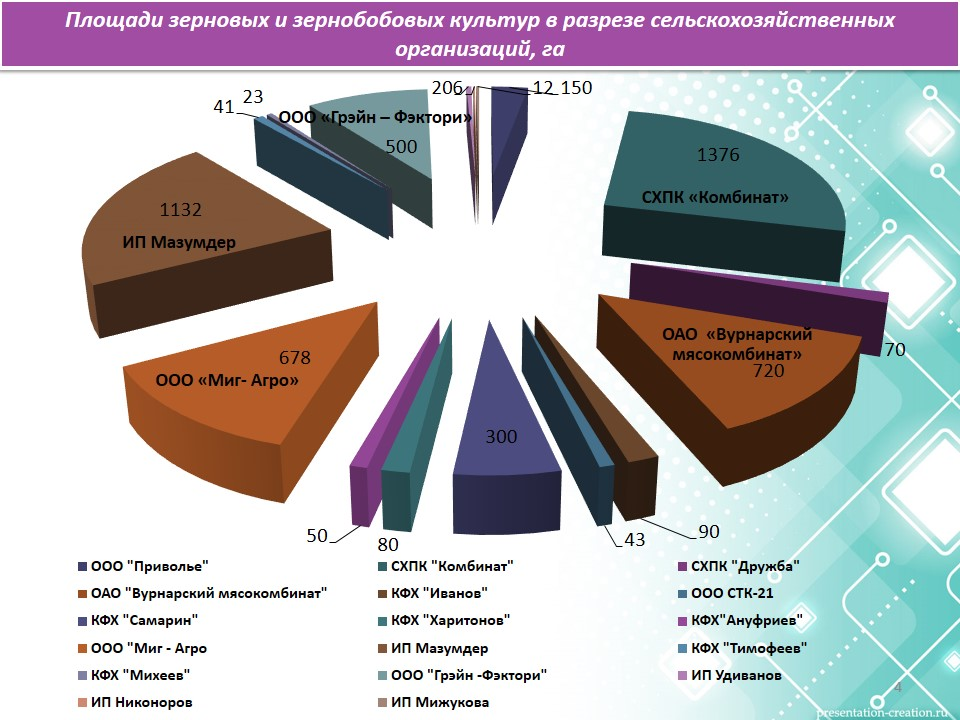 Площади зерновых и зернобобовых культур в разрезе сельскохозяйственных
организаций, га
206
12
150
41
23
ООО «Грэйн – Фэктори»
500
1376
СХПК «Комбинат»
1132
ИП Мазумдер
ОАО «Вурнарский
мясокомбинат»
720
70
678
ООО «Миг- Агро»
300
50
80
43
90
ООО "Приволье"
СХПК "Комбинат"
СХПК "Дружба"
ОАО "Вурнарский мясокомбинат"
КФХ "Иванов"
ООО СТК-21
КФХ "Самарин"
КФХ "Харитонов"
КФХ"Ануфриев"
ООО "Миг - Агро
ИП Мазумдер
КФХ "Тимофеев"
КФХ "Михеев"
ООО "Грэйн -Фэктори"
ИП Удиванов
ИП Никоноров
ИП Мижукова
4
presentation-creation.ru